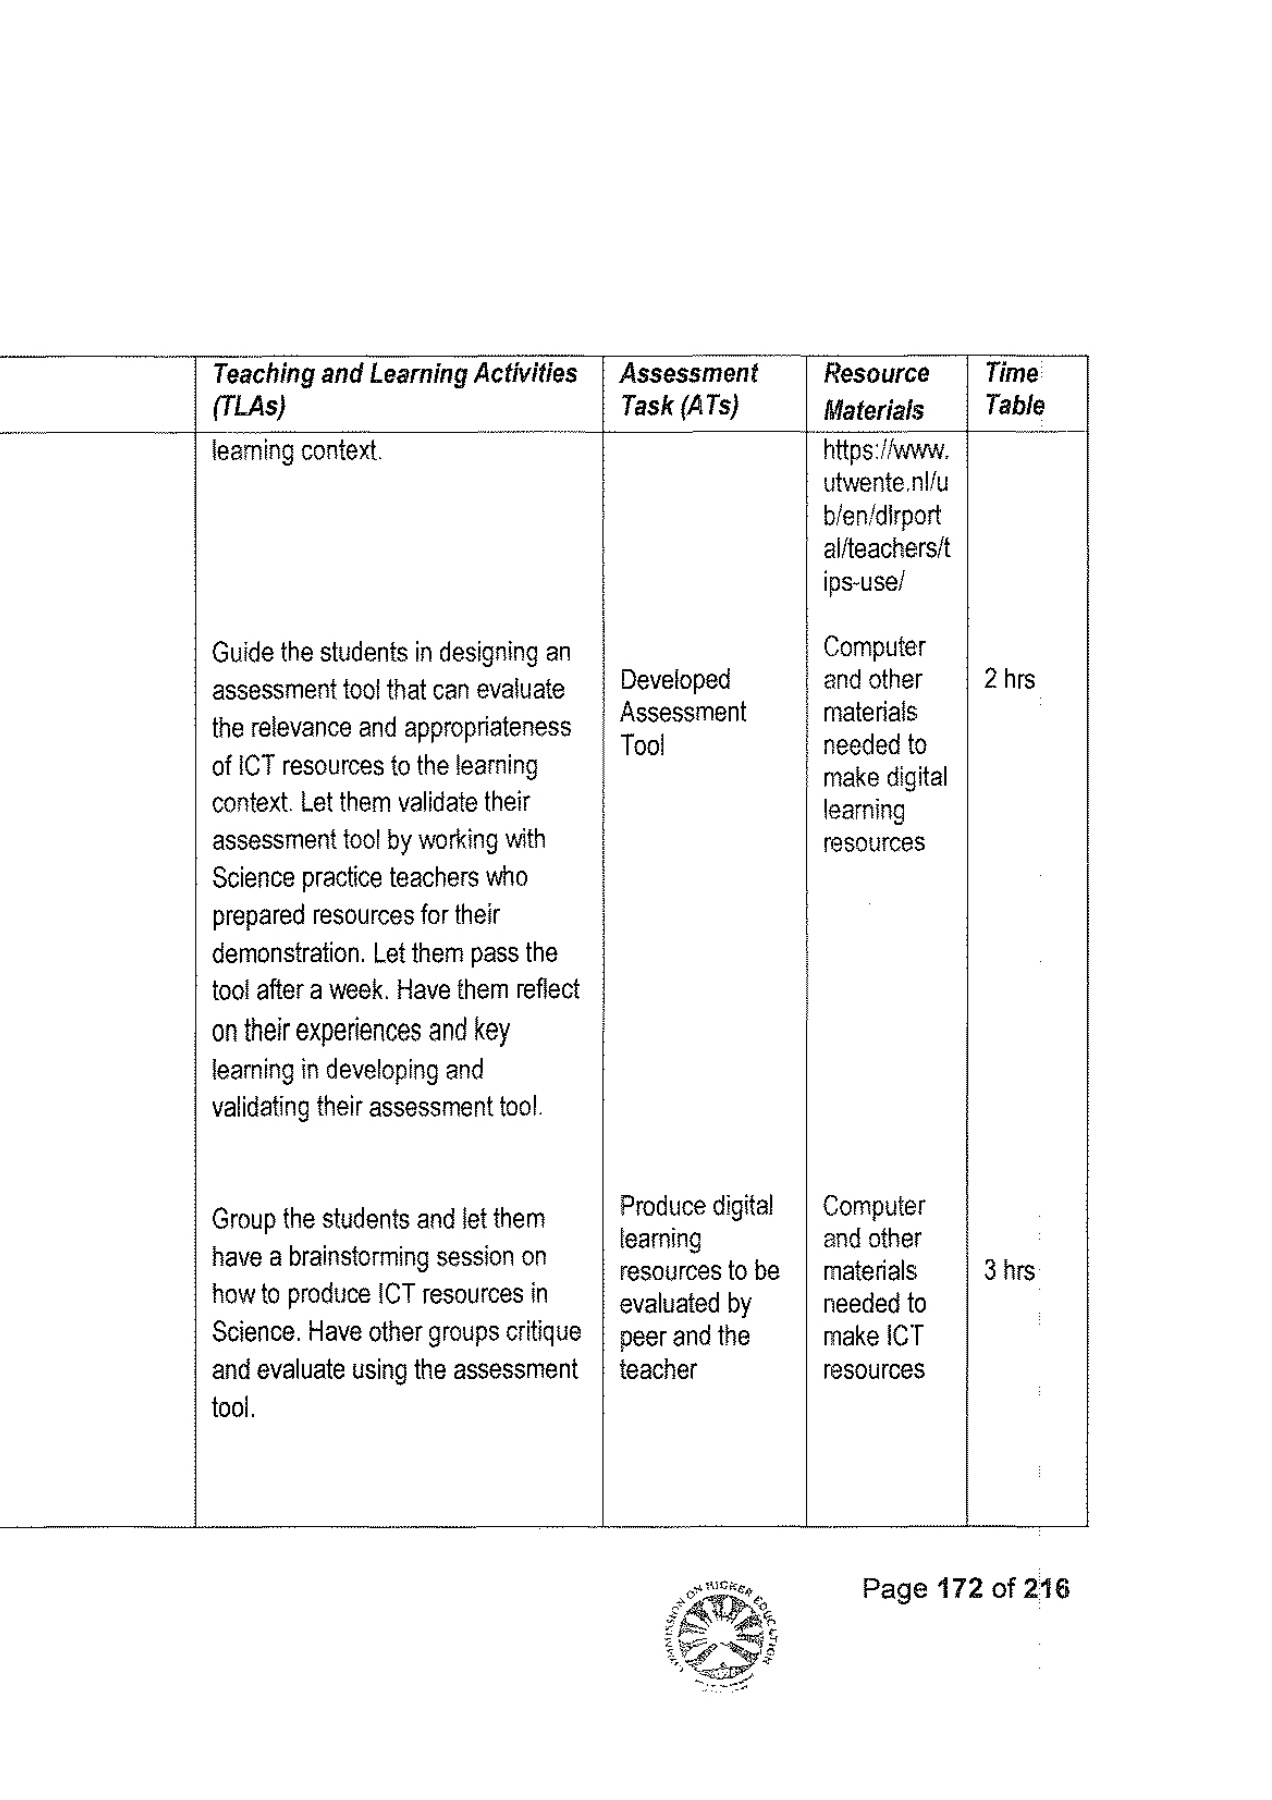 Teaching and Learning Activities
(TLAs)
Assessment
Task (ATs)
Resource
Materials
Time
Table
learning context.
https://www.
utwente.nl/u
b/en/dlrport
al/teachers/t
ips-use/
Guide the students in designing an
assessment tool that can evaluate
the relevance and appropriateness
of ICT resources to the learning
context. Let them validate their
assessment tool by working with
Science practice teachers who
prepared resources for their
demonstration. Let them pass the
tool after a week. Have them reflect
on their experiences and key
learning in developing and
validating their assessment tool.
Developed
Assessment
Tool
Computer
and other
materials
needed to
make digital
learning
resources
2 hrs
Group the students and let them
have a brainstorming session on
how to produce ICT resources in
Science. Have other groups critique
and evaluate using the assessment
tool.
Produce digital
learning
resources to be
evaluated by
peer and the
teacher
Computer
and other
materials
needed to
make ICT
resources
3 hrs
COMMISSION ON HIGHER EDUCATION
Page 172 of 216